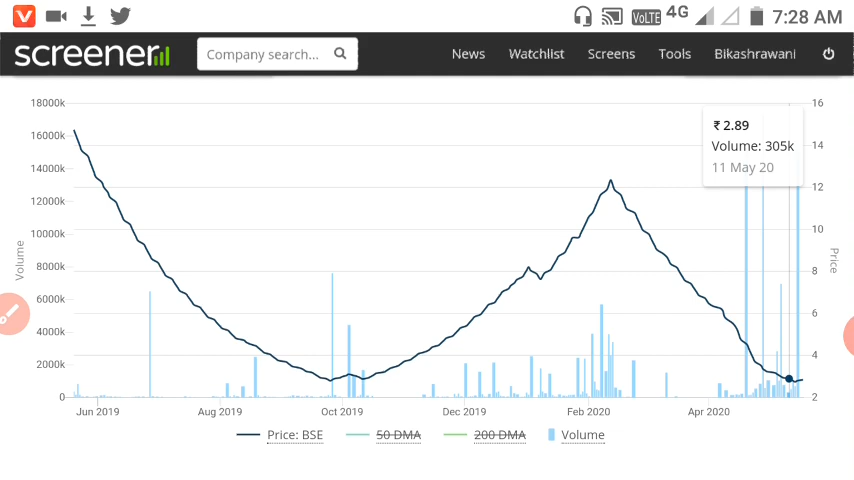 VoLTE 4G 7:28 AM
screener Company search... News Watchlist Screens Tools Bikashrawani
18000k 16
16000k 14
14000k
12000k 12
10000k 10
8000k 8
6000k 6
4000k
2000k 4
0 2
Volume
Price
₹ 2.89
Volume: 305k
11 May 20
Jun 2019 Aug 2019 Oct 2019 Dec 2019 Feb 2020 Apr 2020
Price: BSE 50 DMA 200 DMA Volume